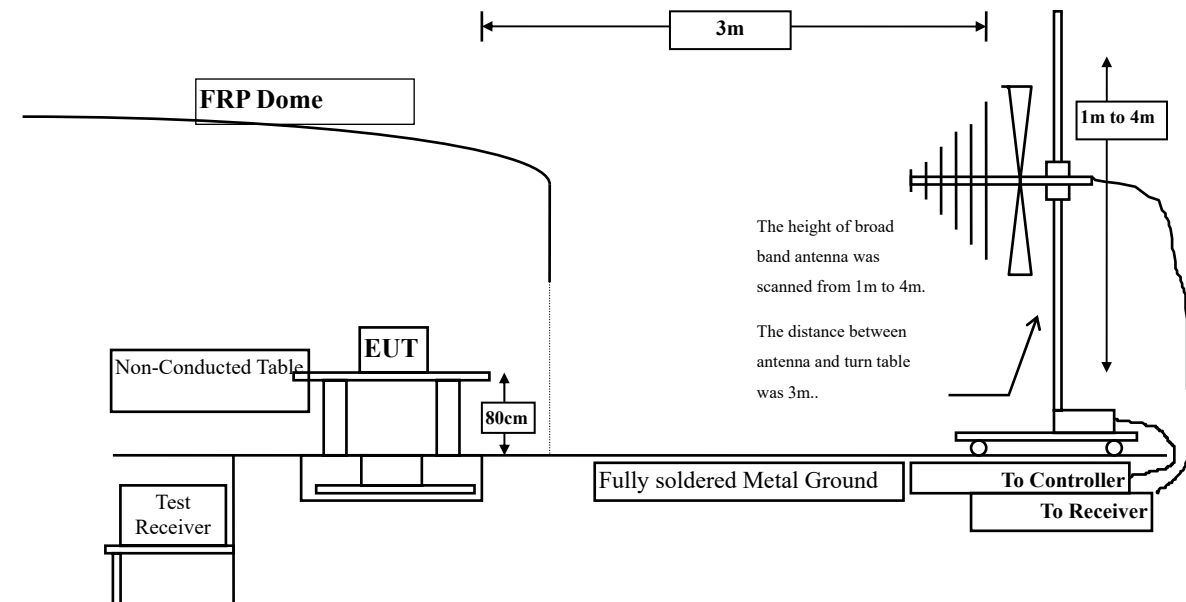 3m
FRP Dome
1m to 4m
The height of broad
band antenna was
scanned from 1m to 4m.
The distance between
antenna and turn table
was 3m..
EUT
Non-Conducted Table
80cm
Fully soldered Metal Ground
To Controller
To Receiver
Test
Receiver